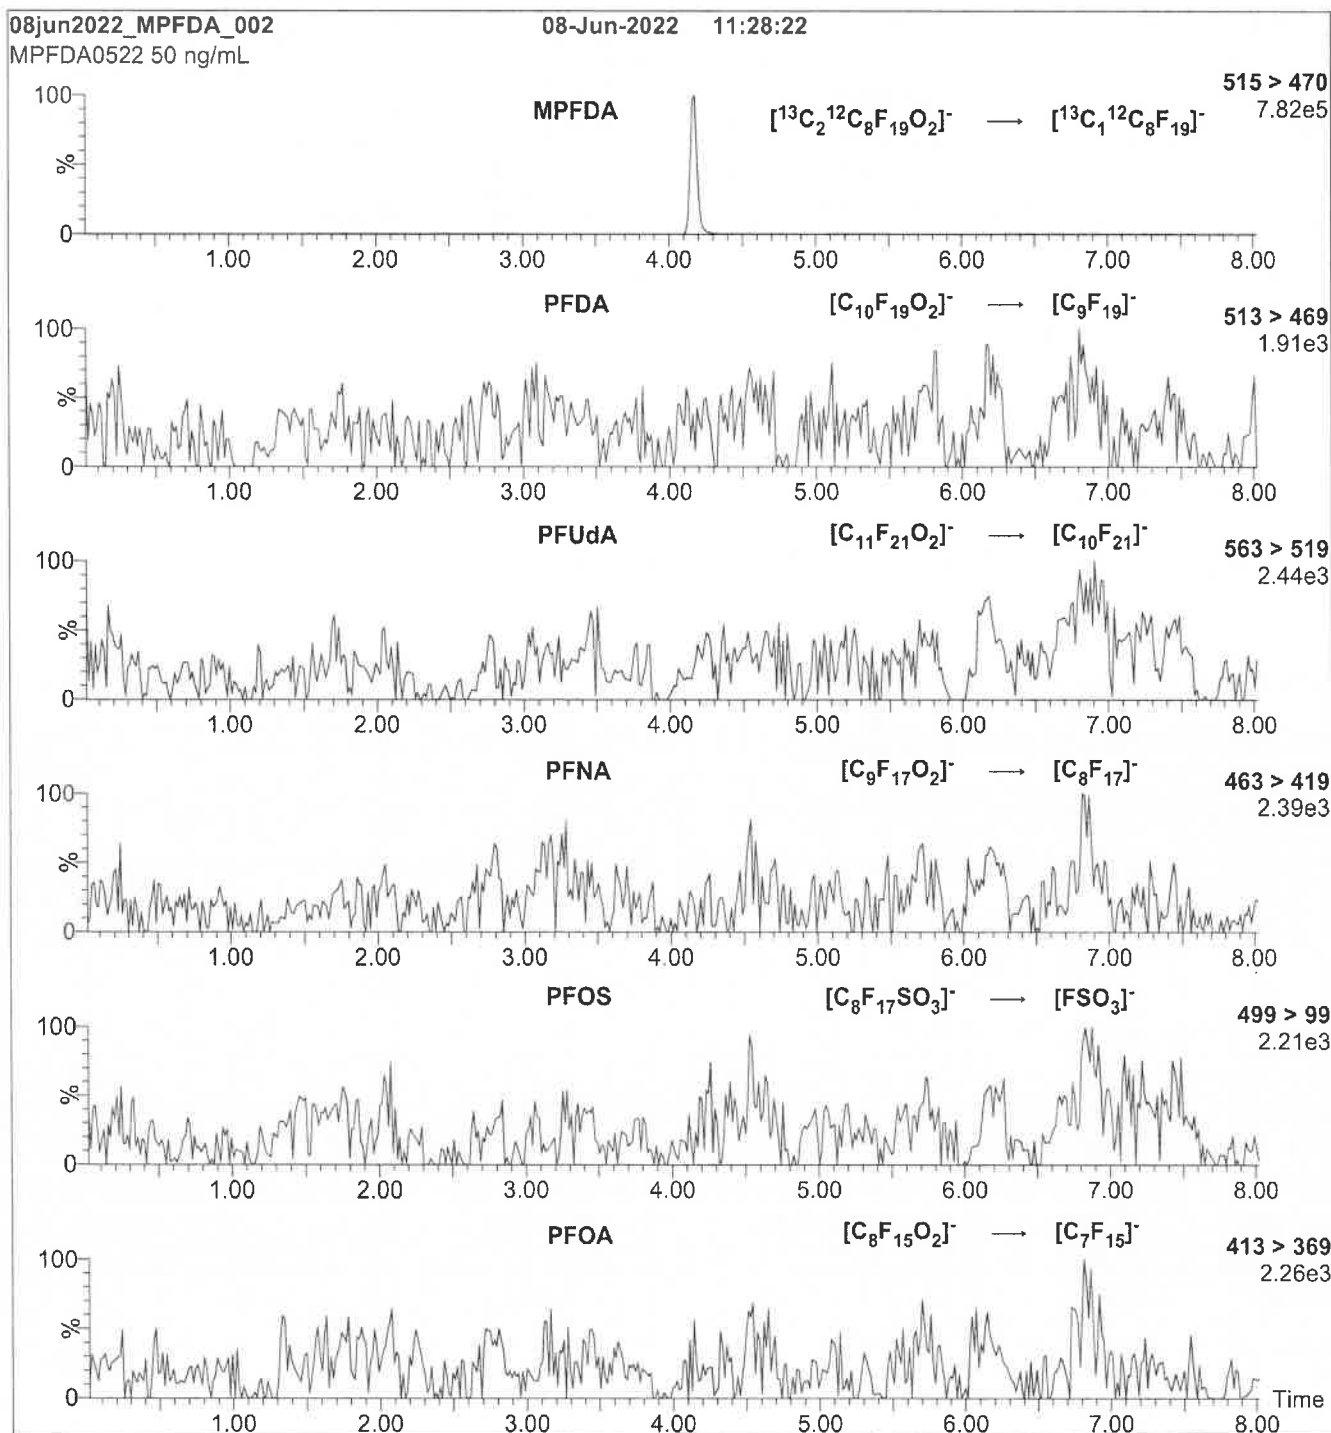 08jun2022_MPFDA_002 08-Jun-2022 11:28:22
MPFDA0522 50 ng/mL
MPFDA [¹³C₂¹²C₈F₁₉O₂]⁻ → [¹³C₁¹²C₈F₁₉]⁻ 515 > 470
7.82e5
100
%
0
1.00 2.00 3.00 4.00 5.00 6.00 7.00 8.00
PFDA [C₁₀F₁₉O₂]⁻ → [C₉F₁₉]⁻ 513 > 469
1.91e3
100
%
0
1.00 2.00 3.00 4.00 5.00 6.00 7.00 8.00
PFUdA [C₁₁F₂₁O₂]⁻ → [C₁₀F₂₁]⁻ 563 > 519
2.44e3
100
%
0
1.00 2.00 3.00 4.00 5.00 6.00 7.00 8.00
PFNA [C₉F₁₇O₂]⁻ → [C₈F₁₇]⁻ 463 > 419
2.39e3
100
%
0
1.00 2.00 3.00 4.00 5.00 6.00 7.00 8.00
PFOS [C₈F₁₇SO₃]⁻ → [FSO₃]⁻ 499 > 99
2.21e3
100
%
0
1.00 2.00 3.00 4.00 5.00 6.00 7.00 8.00
PFOA [C₈F₁₅O₂]⁻ → [C₇F₁₅]⁻ 413 > 369
2.26e3
100
%
0
Time
1.00 2.00 3.00 4.00 5.00 6.00 7.00 8.00